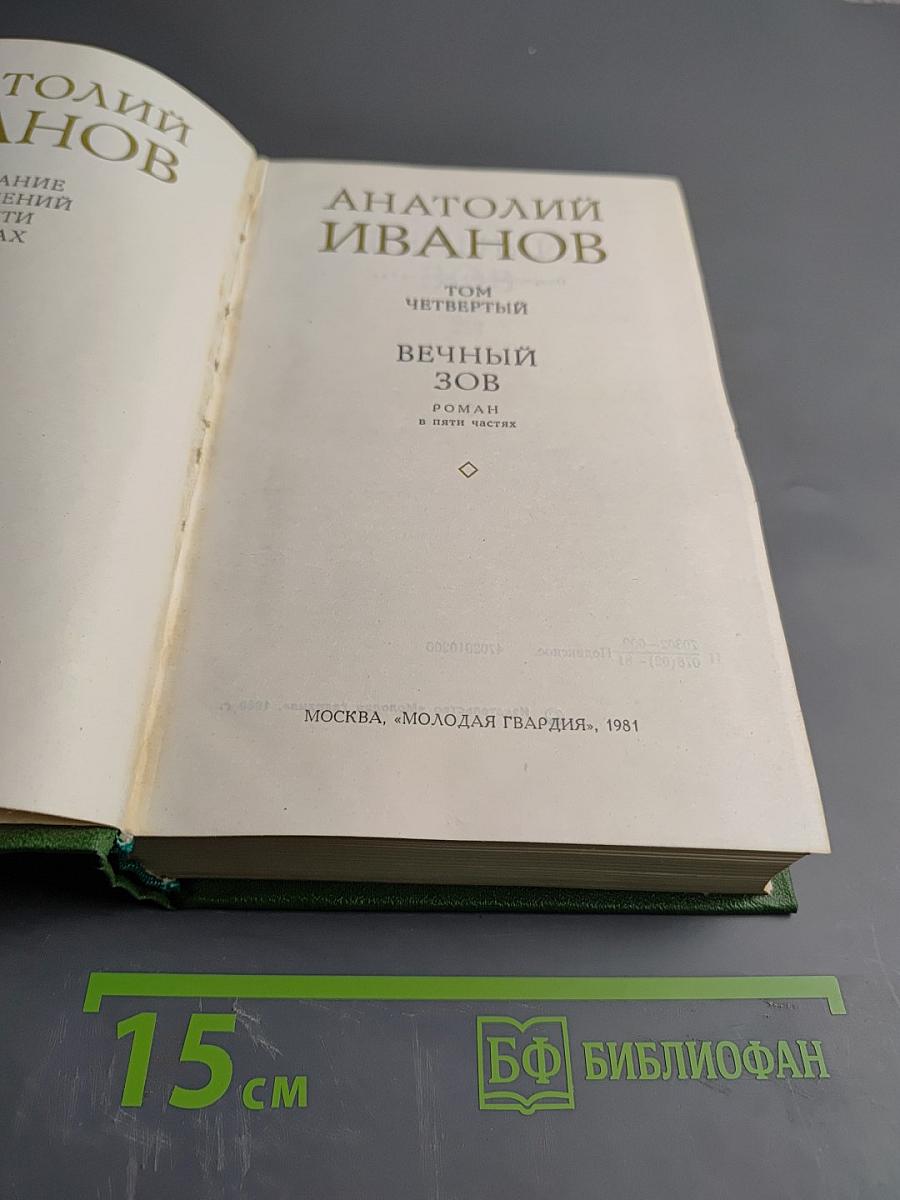 ТОЛИЙ
АНОВ
АНИЕ
ЕНИЙ
ТИ
АХ
АНАТОЛИЙ
ИВАНОВ
ТОМ
ЧЕТВЕРТЫЙ
ВЕЧНЫЙ
ЗОВ
РОМАН
в пяти частях
МОСКВА, «МОЛОДАЯ ГВАРДИЯ», 1981
15 см
БФ БИБЛИОФАН